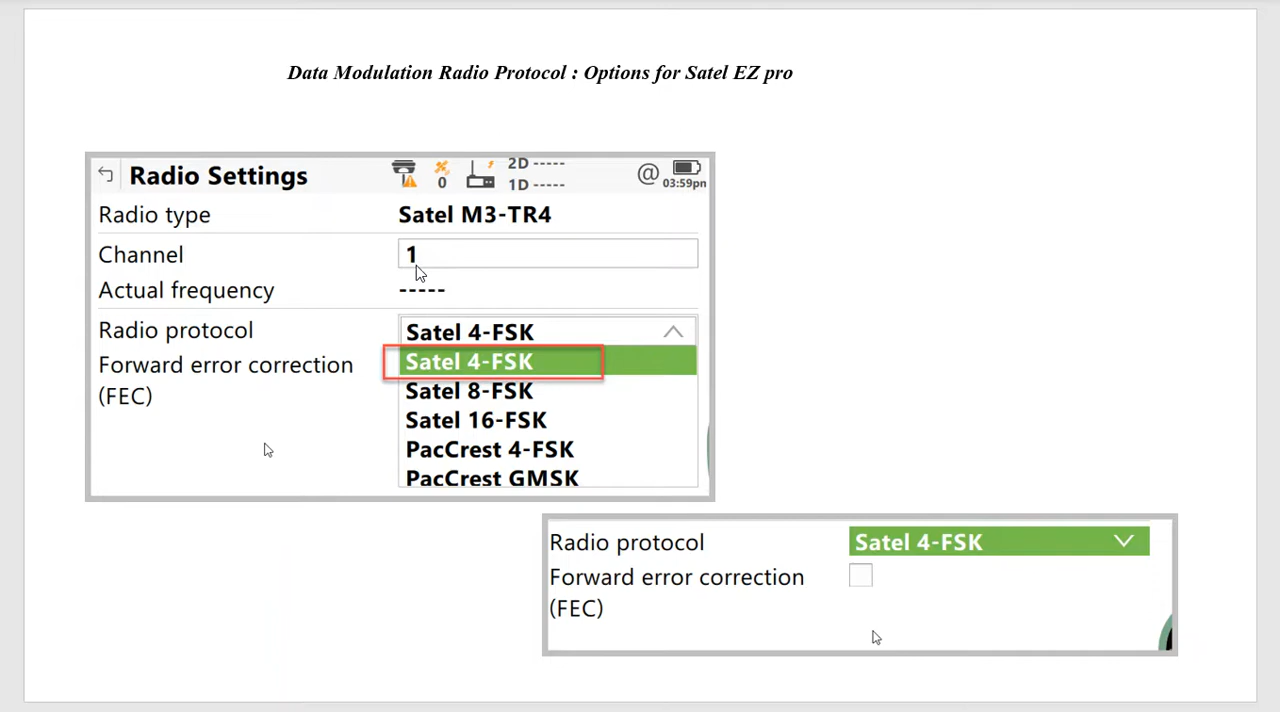 Data Modulation Radio Protocol : Options for Satel EZ pro
Radio Settings
0
2D -----
1D -----
@
03:59pn
Radio type
Satel M3-TR4
Channel
1
Actual frequency
-----
Radio protocol
Satel 4-FSK
Forward error correction
(FEC)
Satel 4-FSK
Satel 8-FSK
Satel 16-FSK
PacCrest 4-FSK
PacCrest GMSK
Radio protocol
Satel 4-FSK
Forward error correction
(FEC)